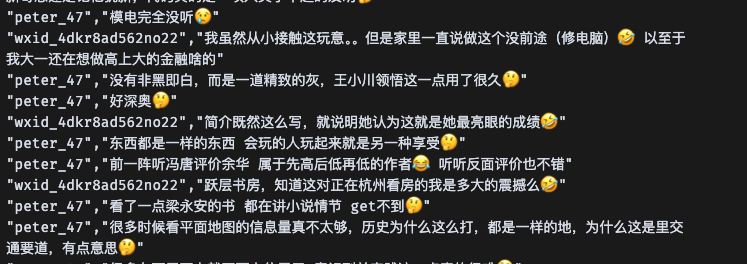 "peter_47","模电完全没听😢"
"wxid_4dkr8ad562no22","我虽然从小接触这玩意。。但是家里一直说做这个没前途（修电脑）🤣 以至于
我大一还在想做高上大的金融啥的"
"peter_47","没有非黑即白，而是一道精致的灰，王小川领悟这一点用了很久🤔"
"peter_47","好深奥🤔"
"wxid_4dkr8ad562no22","简介既然这么写，就说明她认为这就是她最亮眼的成绩🤣"
"peter_47","东西都是一样的东西 会玩的人玩起来就是另一种享受🤔"
"peter_47","前一阵听冯唐评价余华 属于先高后低再低的作者😂 听听反面评价也不错"
"wxid_4dkr8ad562no22","跃层书房，知道这对正在杭州看房的我是多大的震撼么🤣"
"peter_47","看了一点梁永安的书 都在讲小说情节 get不到🤔"
"peter_47","很多时候看平面地图的信息量真不太够，历史为什么这么打，都是一样的地，为什么这是里交
通要道，有点意思🤔"